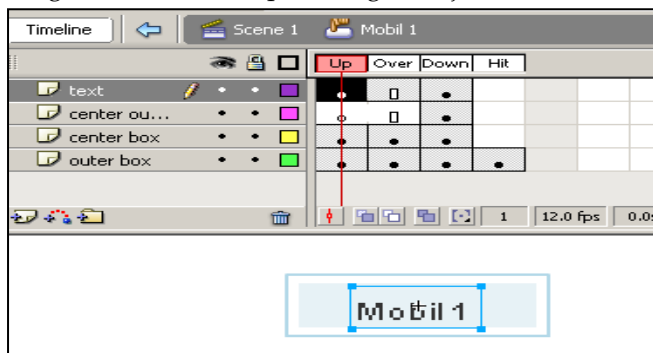 Timeline Scene 1 Mobil 1
Up Over Down Hit
text
center ou...
center box
outer box
1 12.0 fps
Mobil 1